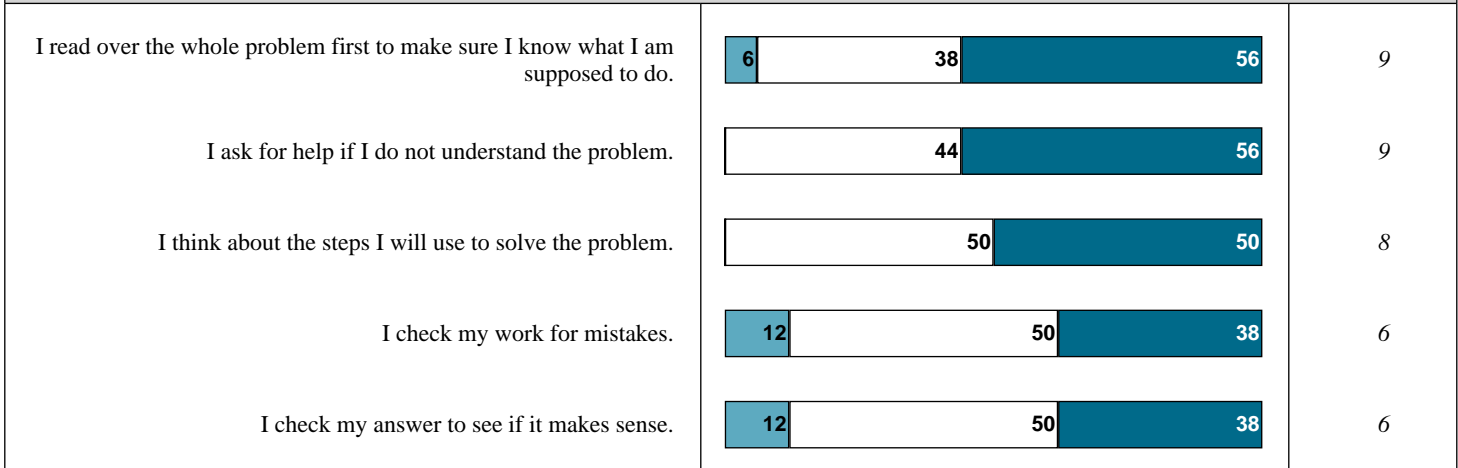 I read over the whole problem first to make sure I know what I am
supposed to do.
6 38 56 9
I ask for help if I do not understand the problem.
44 56 9
I think about the steps I will use to solve the problem.
50 50 8
I check my work for mistakes.
12 50 38 6
I check my answer to see if it makes sense.
12 50 38 6